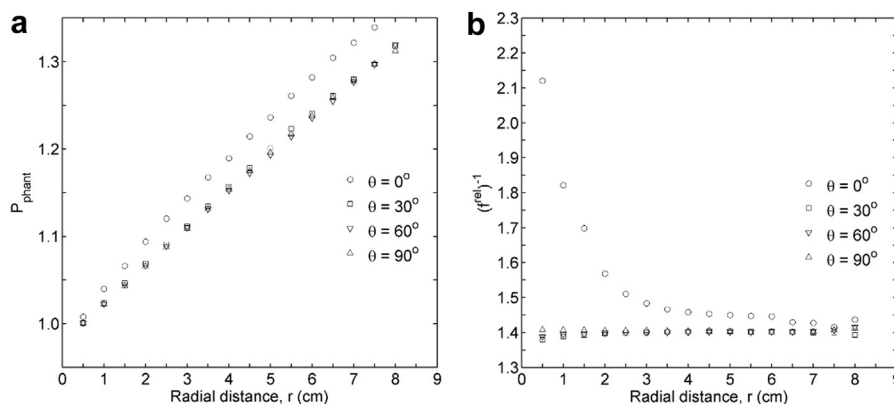 a
1.3
1.2
1.1
1.0
P_phant
θ = 0°
θ = 30°
θ = 60°
θ = 90°
0 1 2 3 4 5 6 7 8 9
Radial distance, r (cm)
b
2.3
2.2
2.1
2.0
1.9
1.8
1.7
1.6
1.5
1.4
1.3
(f^rel)^-1
θ = 0°
θ = 30°
θ = 60°
θ = 90°
0 1 2 3 4 5 6 7 8 9
Radial distance, r (cm)